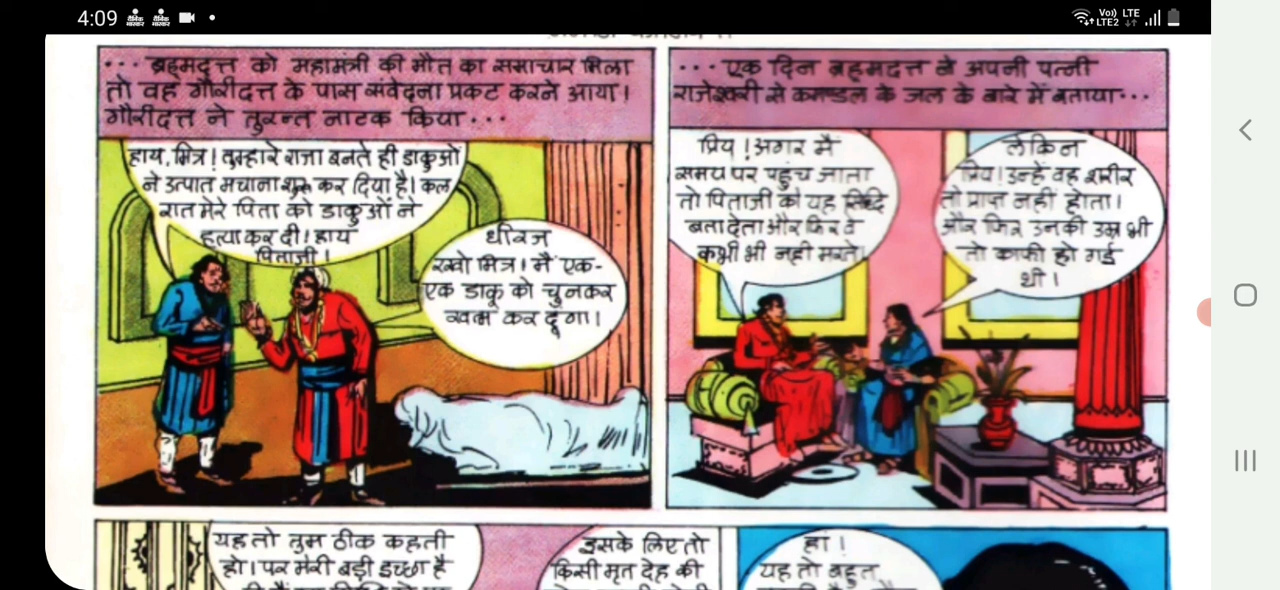 4:09
Vo)) LTE
LTE2
... ब्रह्मदत्त को महामंत्री की मौत का समाचार मिला
तो वह गौरीदत्त के पास संवेदना प्रकट करने आया।
गौरीदत्त ने तुरन्त नाटक किया...
हाय, मित्र! तुम्हारे राजा बनते ही डाकुओं
ने उत्पात मचाना शुरू कर दिया है। कल
रात मेरे पिता को डाकुओं ने
हत्या कर दी! हाय
पिताजी!
धीरज
रखो मित्र! मैं एक-
एक डाकू को चुनकर
खत्म कर दूंगा।
... एक दिन ब्रह्मदत्त ने अपनी पत्नी
राजेश्वरी से कमण्डल के जल के बारे में बताया...
प्रिय! अगर मैं
समय पर पहुंच जाता
तो पिताजी को यह सिद्धि
बता देता और फिर वे
कभी भी नही मरते।
लेकिन
प्रिय! उन्हें वह शरीर
तो प्राप्त नहीं होता।
और फिर उनकी उम्र भी
तो काफी हो गई
थी।
यह तो तुम ठीक कहती
हो। पर मेरी बड़ी इच्छा है
इसके लिए तो
किसी मृत देह की
हां!
यह तो बहुत